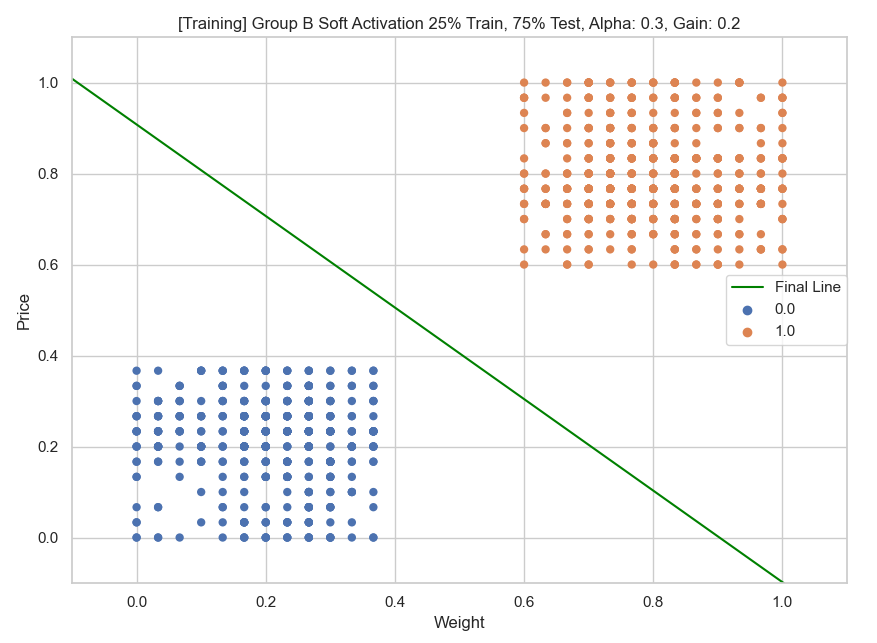 [Training] Group B Soft Activation 25% Train, 75% Test, Alpha: 0.3, Gain: 0.2
1.0
0.8
0.6
0.4
0.2
0.0
Price
Final Line
0.0
1.0
0.0 0.2 0.4 0.6 0.8 1.0
Weight